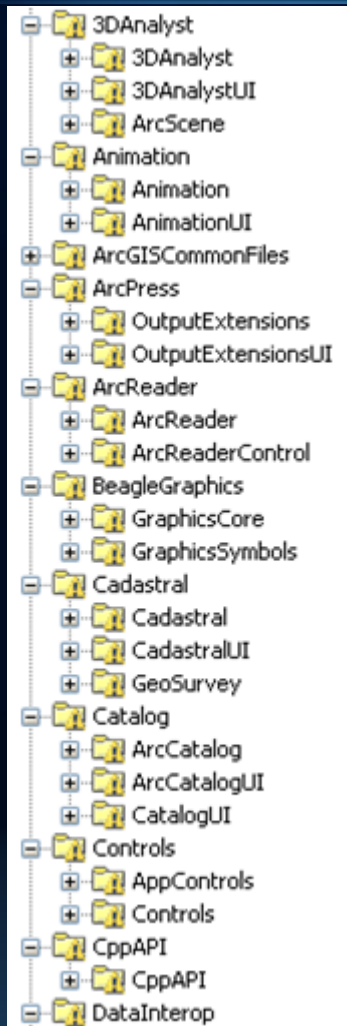 3DAnalyst
3DAnalyst
3DAnalystUI
ArcScene
Animation
Animation
AnimationUI
ArcGISCommonFiles
ArcPress
OutputExtensions
OutputExtensionsUI
ArcReader
ArcReader
ArcReaderControl
BeagleGraphics
GraphicsCore
GraphicsSymbols
Cadastral
Cadastral
CadastralUI
GeoSurvey
Catalog
ArcCatalog
ArcCatalogUI
CatalogUI
Controls
AppControls
Controls
CppAPI
CppAPI
DataInterop